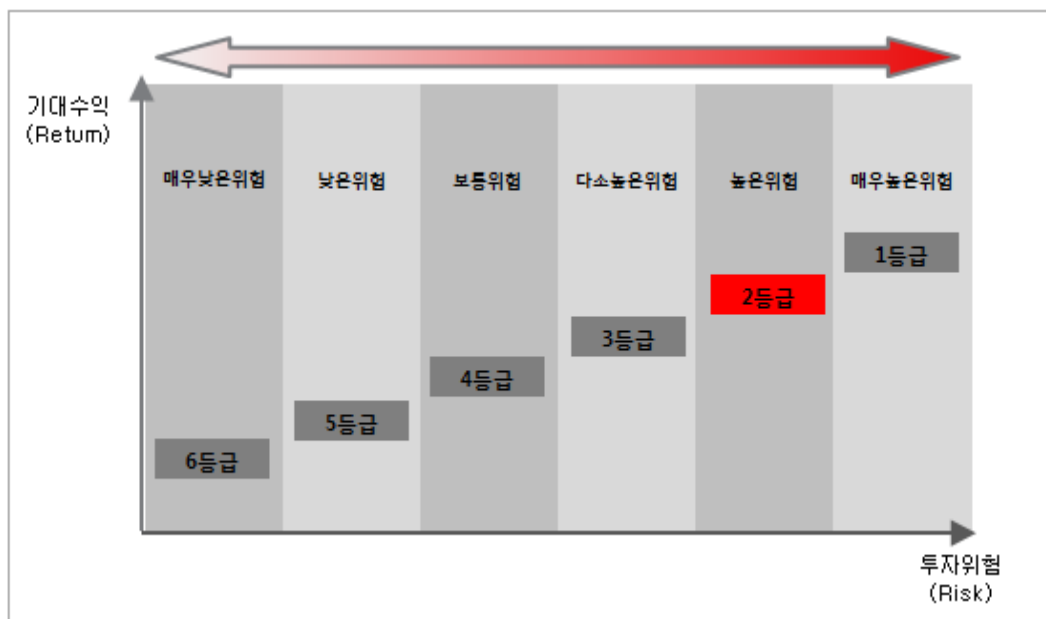 기대수익
(Return)
매우낮은위험 낮은위험 보통위험 다소높은위험 높은위험 매우높은위험
1등급
2등급
3등급
4등급
5등급
6등급
투자위험
(Risk)